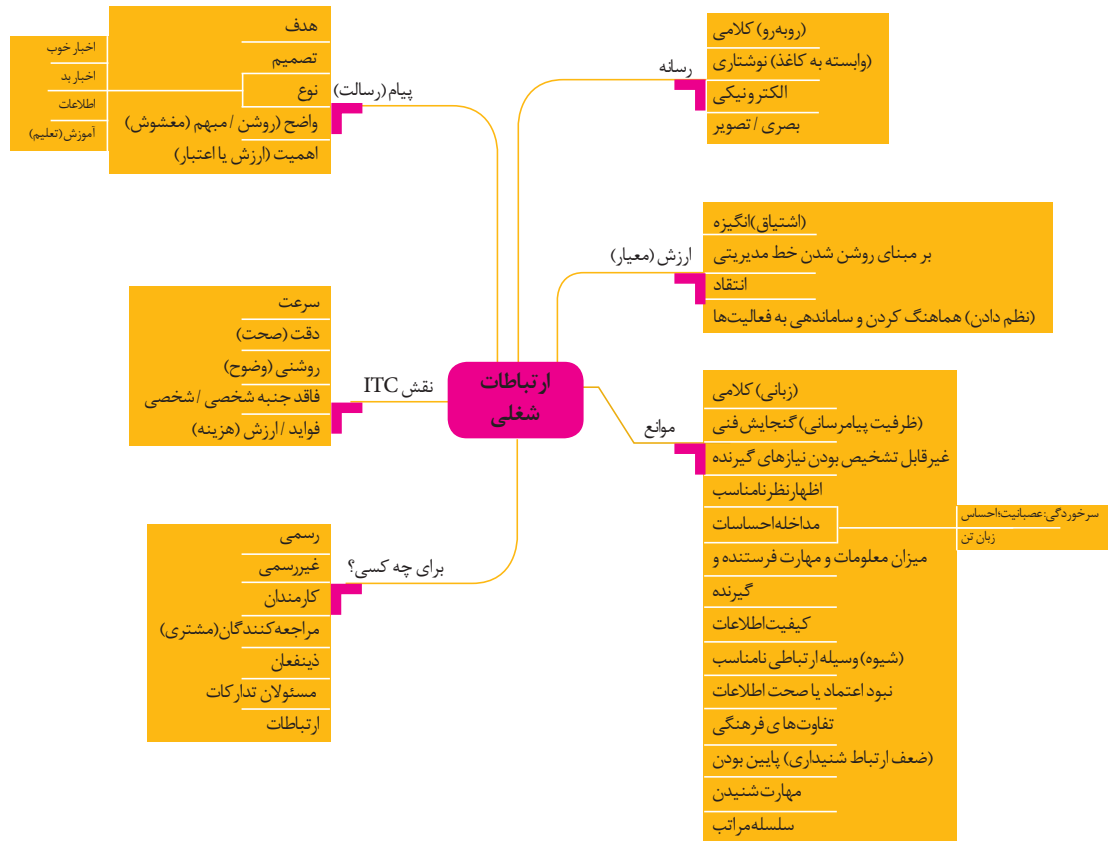 ارتباطات
شغلی
رسانه
(روبه‌رو) کلامی
(وابسته به کاغذ) نوشتاری
الکترونیکی
بصری / تصویر
ارزش (معیار)
(اشتیاق)انگیزه
بر مبنای روشن شدن خط مدیریتی
انتقاد
(نظم دادن) هماهنگ کردن و ساماندهی به فعالیت‌ها
موانع
(زبانی) کلامی
(ظرفیت پیامرسانی) گنجایش فنی
غیرقابل تشخیص بودن نیازهای گیرنده
اظهارنظر نامناسب
مداخله احساسات
سرخوردگی:عصبانیت؛احساس
زبان تن
میزان معلومات و مهارت فرستنده و
گیرنده
کیفیت اطلاعات
(شیوه) وسیله ارتباطی نامناسب
نبود اعتماد یا صحت اطلاعات
تفاوت‌های فرهنگی
(ضعف ارتباط شنیداری) پایین بودن
مهارت شنیدن
سلسله‌مراتب
پیام (رسالت)
هدف
تصمیم
نوع
اخبار خوب
اخبار بد
اطلاعات
آموزش(تعلیم)
واضح (روشن / مبهم (مغشوش)
اهمیت (ارزش یا اعتبار)
نقش ITC
سرعت
دقت (صحت)
روشنی (وضوح)
فاقد جنبه شخصی / شخصی
فواید / ارزش (هزینه)
برای چه کسی؟
رسمی
غیررسمی
کارمندان
مراجعه‌کنندگان(مشتری)
ذینفعان
مسئولان تدارکات
ارتباطات